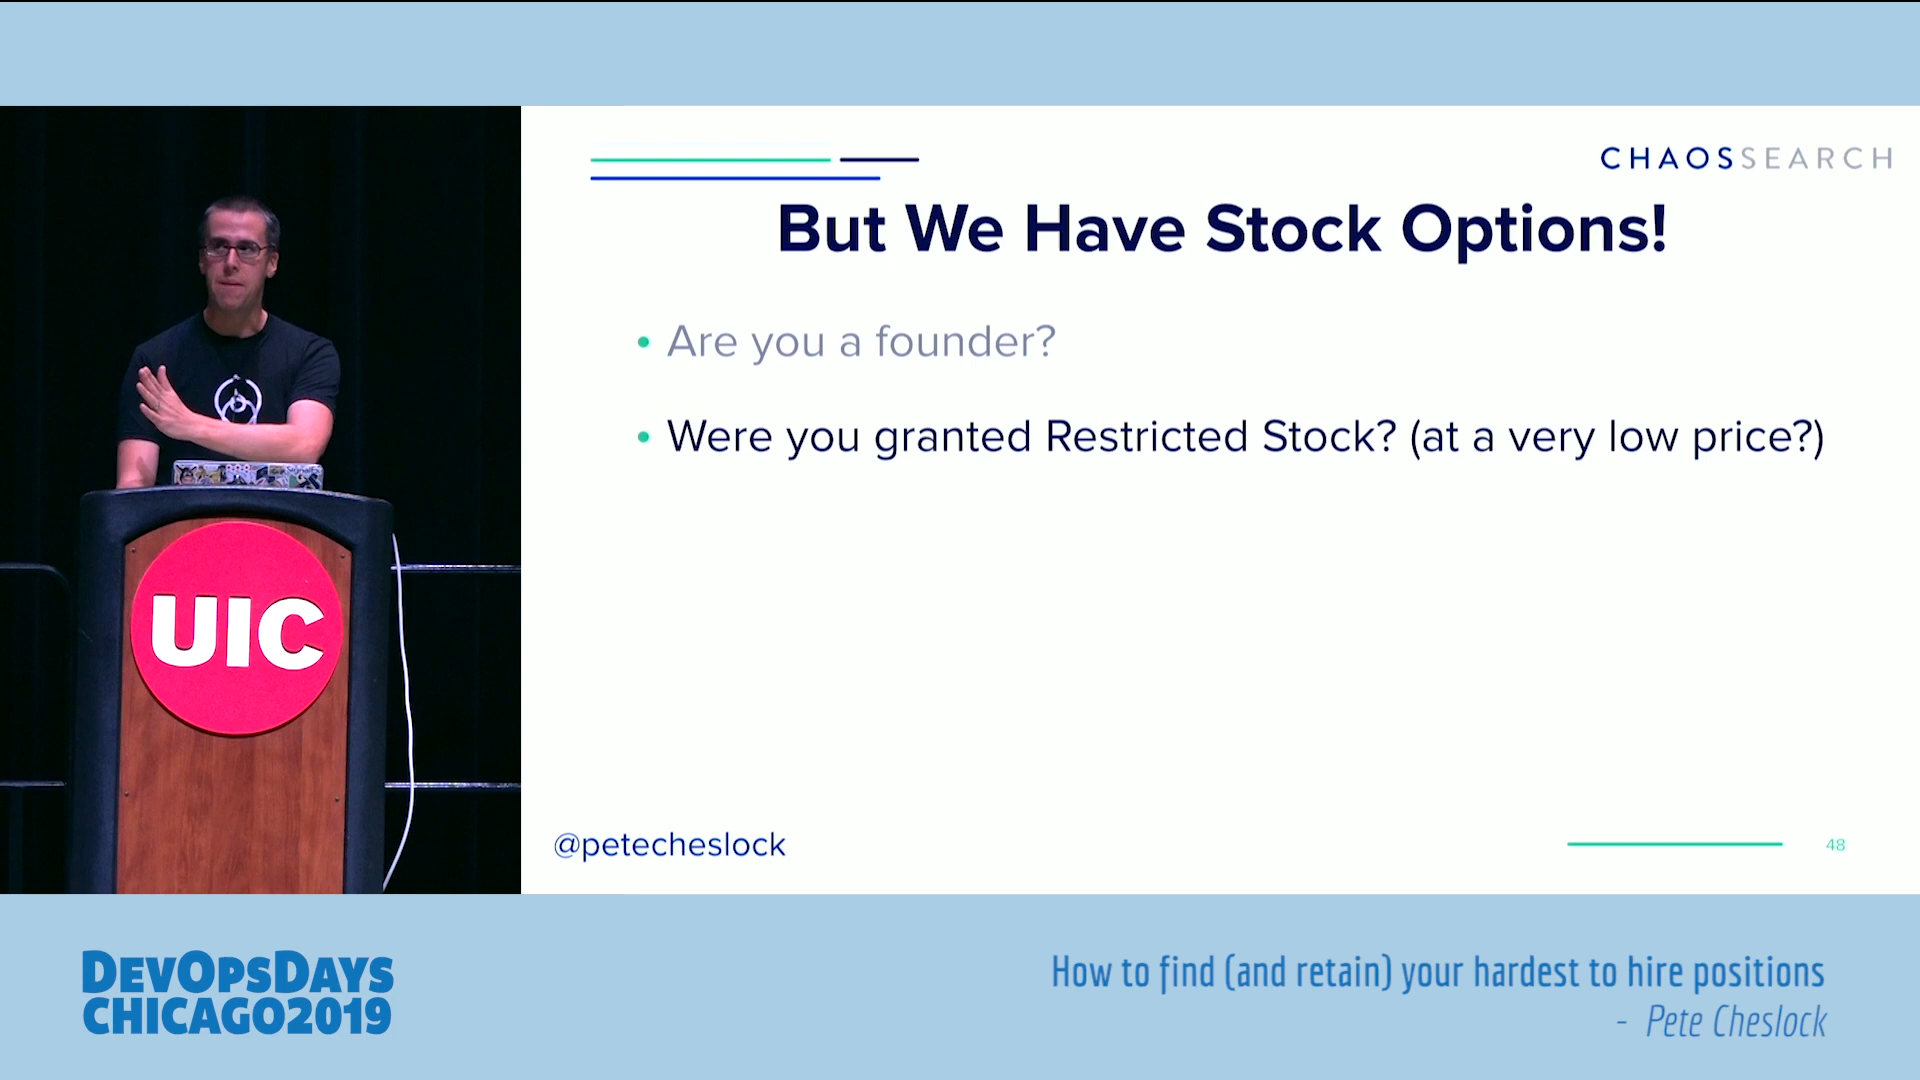 CHAOSSEARCH
But We Have Stock Options!
• Are you a founder?
• Were you granted Restricted Stock? (at a very low price?)
UIC
@petecheslock
48
DEVOPSDAYS
CHICAGO2019
How to find (and retain) your hardest to hire positions
- Pete Cheslock